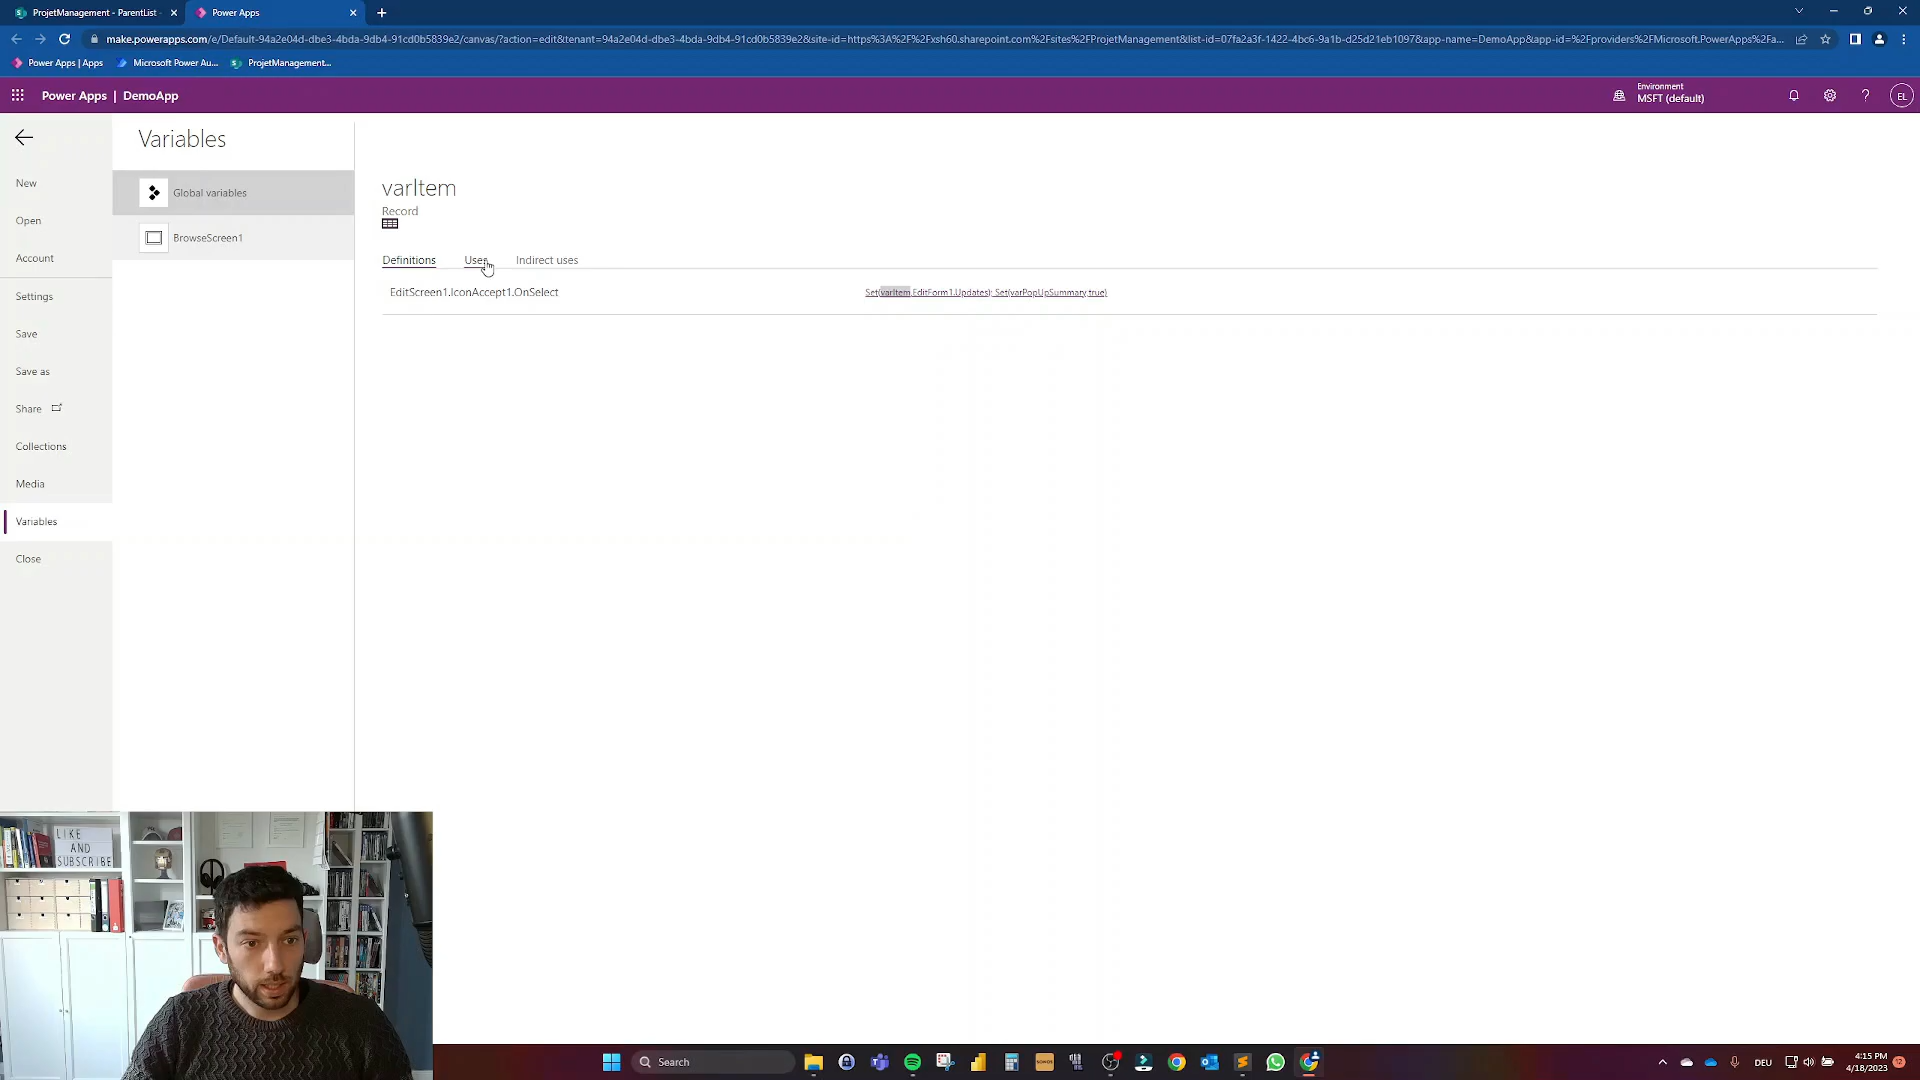 ProjetManagement - ParentList -
Power Apps
make.powerapps.com/e/Default-94a2e04d-dbe3-4bda-9db4-91cd0b5839e2/canvas/?action=edit&tenant=94a2e04d-dbe3-4bda-9db4-91cd0b5839e2&site-id=https%3A%2F%2Fxsh60.sharepoint.com%2Fsites%2FProjetManagement&list-id=07fa2a3f-1422-4bc6-9a1b-d25d21eb1097&app-name=DemoApp&app-id=%2Fproviders%2FMicrosoft.PowerApps%2Fa...
Power Apps | Apps
Microsoft Power Au...
ProjetManagement...
Power Apps | DemoApp
Environment
MSFT (default)
EL
New
Open
Account
Settings
Save
Save as
Share
Collections
Media
Variables
Close
Variables
Global variables
BrowseScreen1
varItem
Record
Definitions
Uses
Indirect uses
EditScreen1.IconAccept1.OnSelect
Set(varItem,EditForm1.Updates); Set(varPopUpSummary,true)
LIKE
AND
SUBSCRIBE
Search
SONOS
DEU
4:15 PM
4/18/2023
12